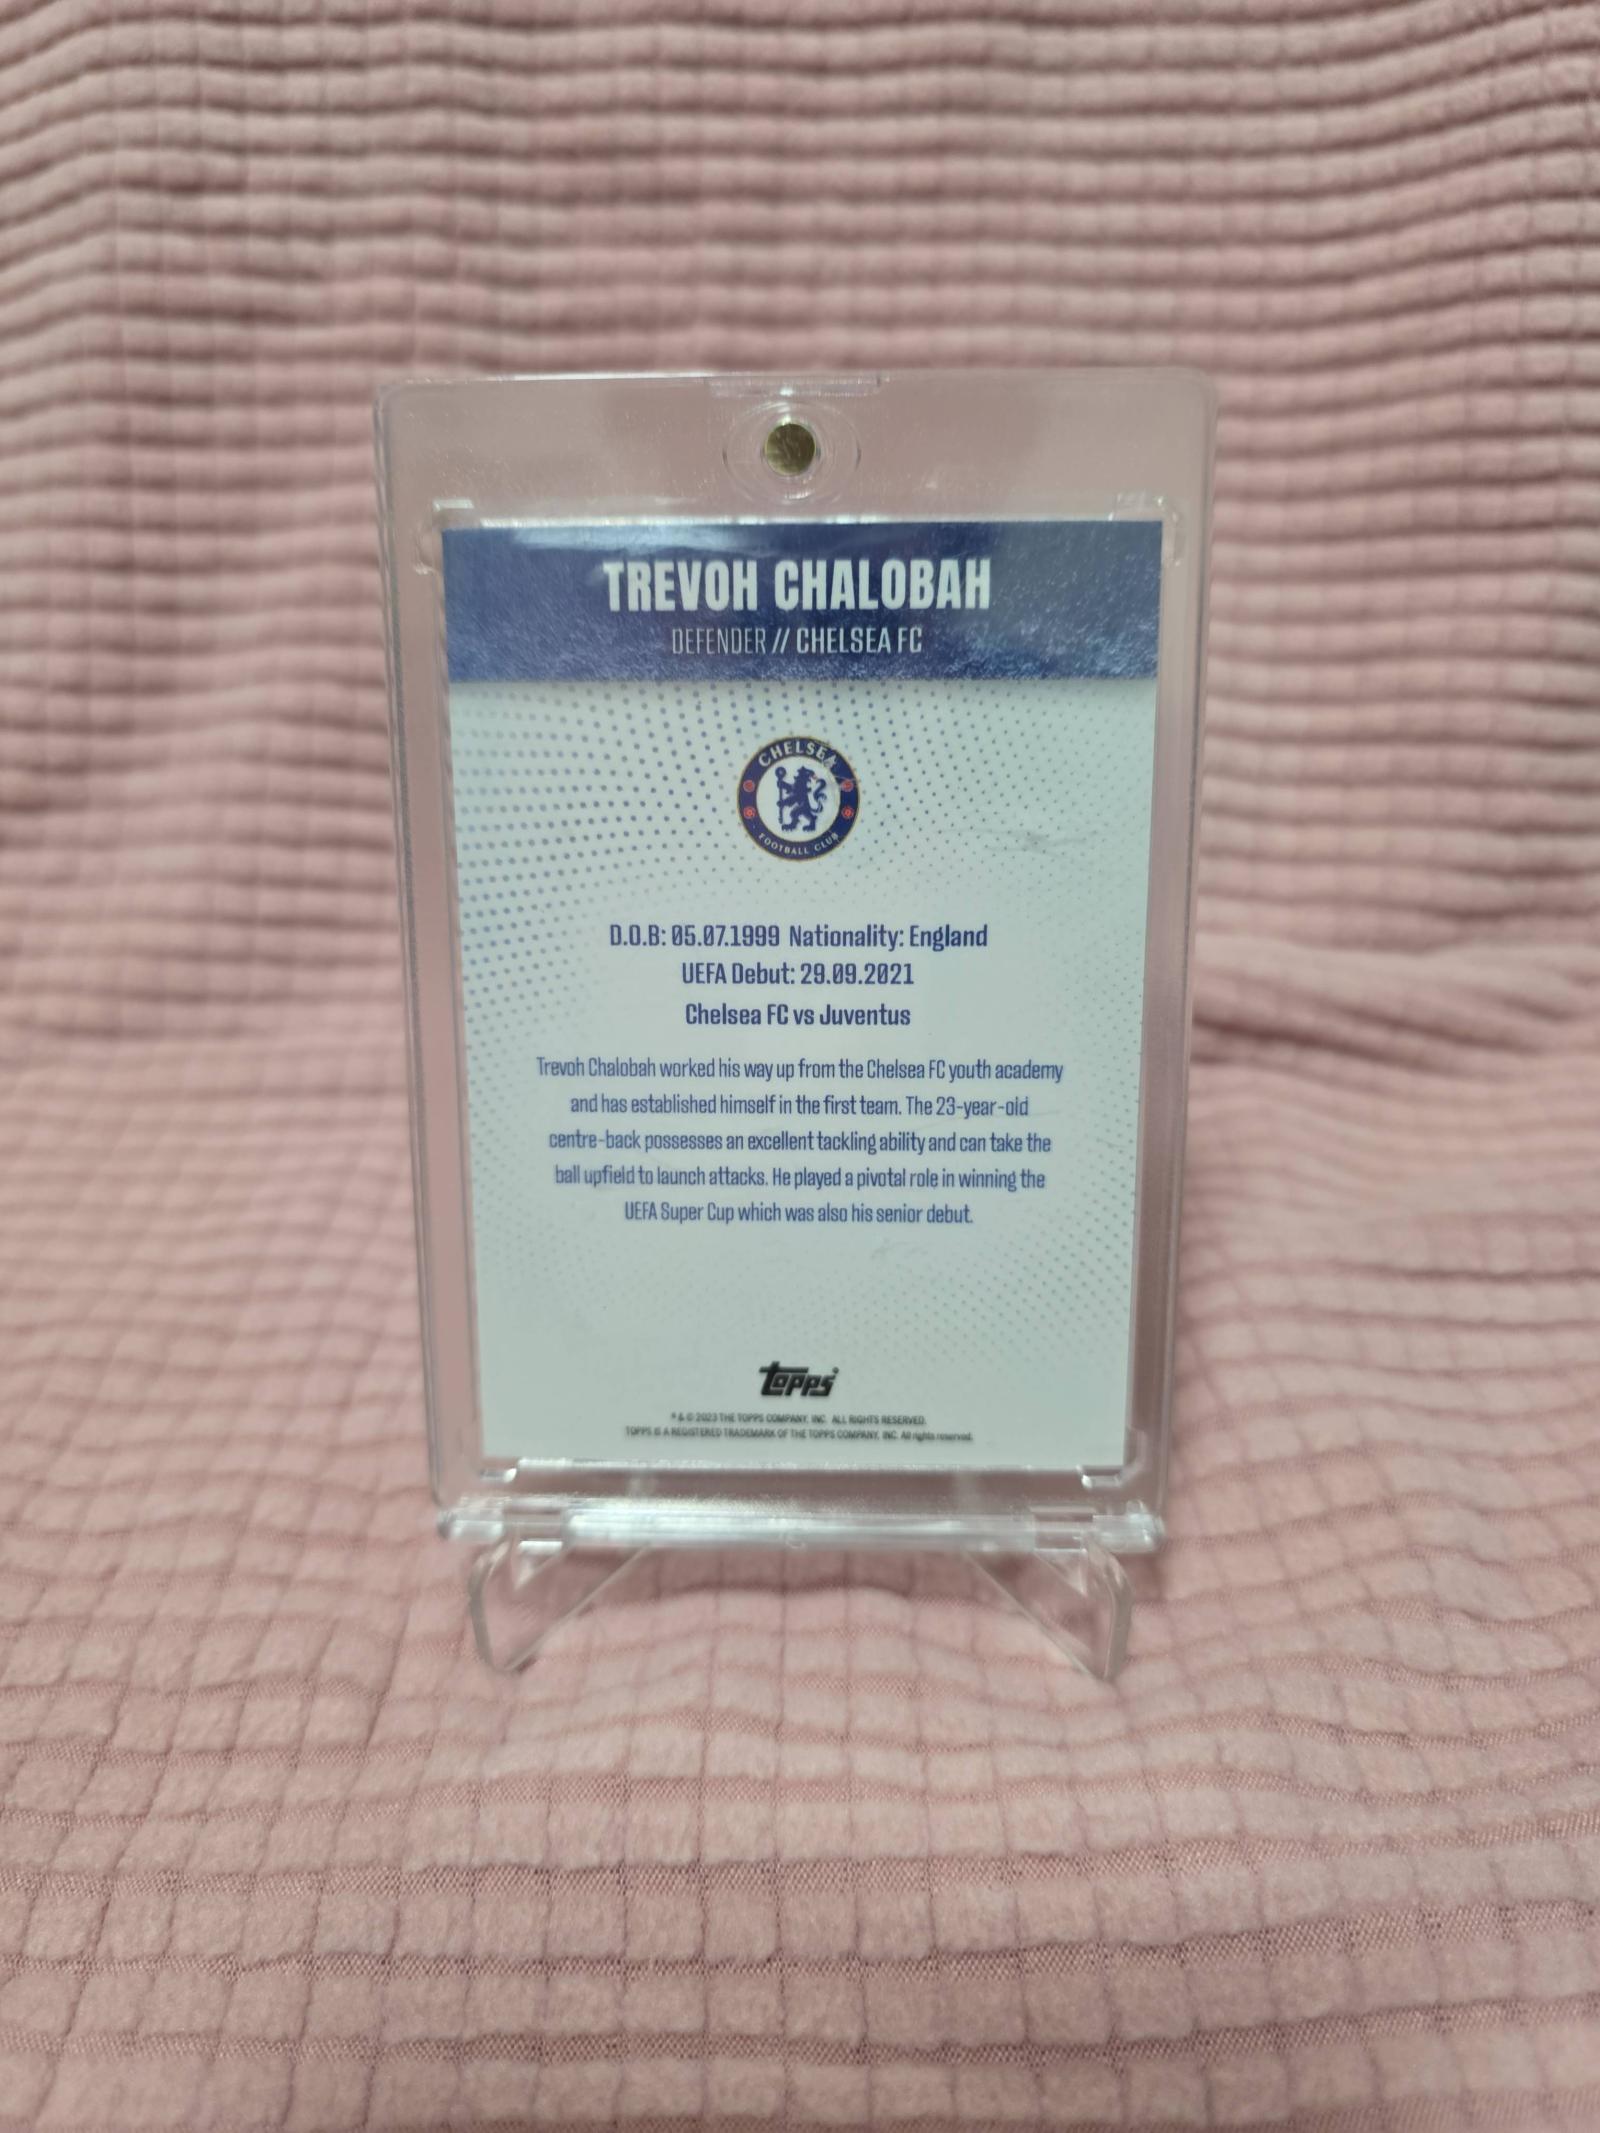 TREVOH CHALOBAH
DEFENDER // CHELSEA FC
CHELSEA
FOOTBALL CLUB
D.O.B: 05.07.1999 Nationality: England
UEFA Debut: 29.09.2021
Chelsea FC vs Juventus
Trevoh Chalobah worked his way up from the Chelsea FC youth academy
and has established himself in the first team. The 23-year-old
centre-back possesses an excellent tackling ability and can take the
ball upfield to launch attacks. He played a pivotal role in winning the
UEFA Super Cup which was also his senior debut.
topps
® & © 2023 THE TOPPS COMPANY, INC. ALL RIGHTS RESERVED.
TOPPS IS A REGISTERED TRADEMARK OF THE TOPPS COMPANY, INC. All rights reserved.